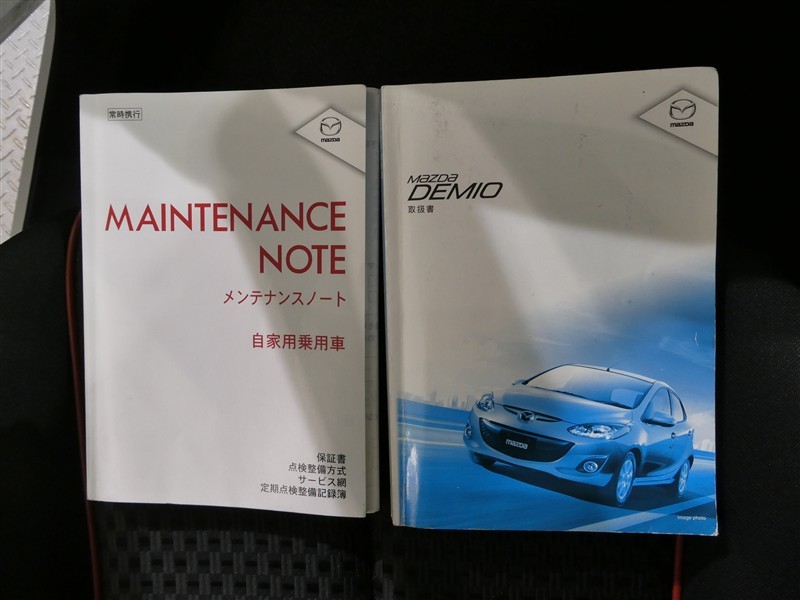 常時携行
mazda
MAINTENANCE
NOTE
メンテナンスノート
自家用乗用車
保証書
点検整備方式
サービス網
定期点検整備記録簿
mazda
mazda
DEMIO
取扱書
mazda
Image photo